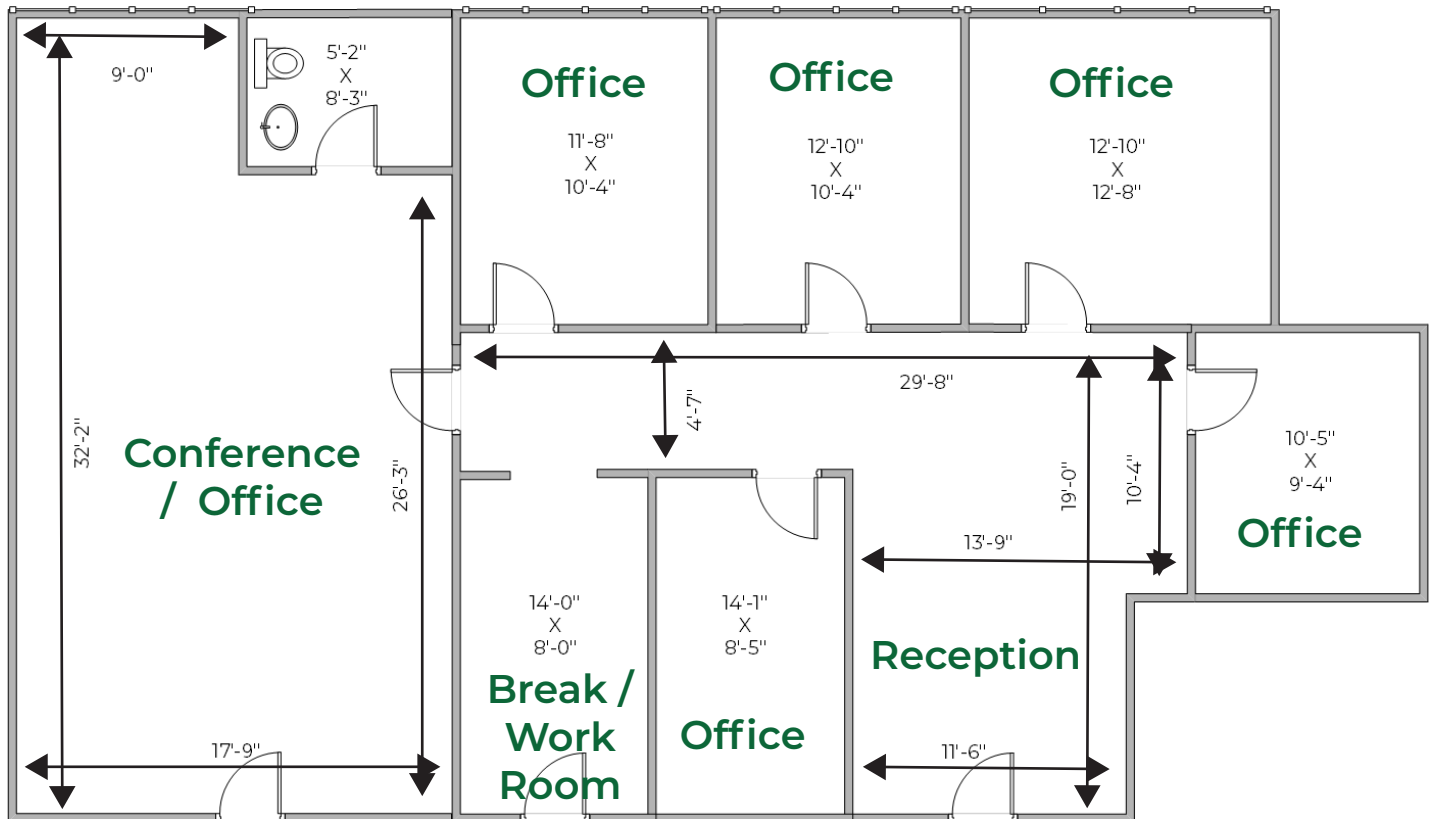 9'-0"
5'-2"
X
8'-3"
Office
11'-8"
X
10'-4"
Office
12'-10"
X
10'-4"
Office
12'-10"
X
12'-8"
29'-8"
4'-7"
32'-2"
Conference
/ Office
26'-3"
19'-0"
10'-4"
10'-5"
X
9'-4"
Office
13'-9"
14'-0"
X
8'-0"
Break /
Work
Room
14'-1"
X
8'-5"
Office
Reception
17'-9"
11'-6"